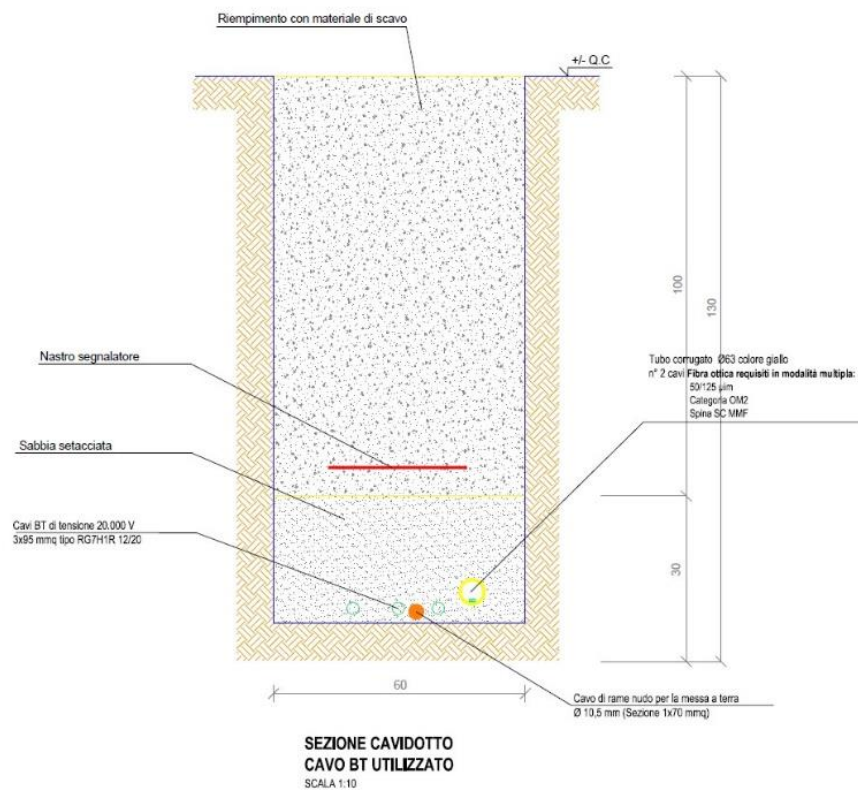 Riempimento con materiale di scavo
+/- Q.C
100
130
Nastro segnalatore
Tubo corrugato Ø63 colore giallo
n° 2 cavi Fibra ottica requisiti in modalità multipla:
50/125 µim
Categoria OM2
Spina SC MMF
Sabbia setacciata
Cavi BT di tensione 20.000 V
3x95 mmq tipo RG7H1R 12/20
30
60
Cavo di rame nudo per la messa a terra
Ø 10,5 mm (Sezione 1x70 mmq)
SEZIONE CAVIDOTTO
CAVO BT UTILIZZATO
SCALA 1:10